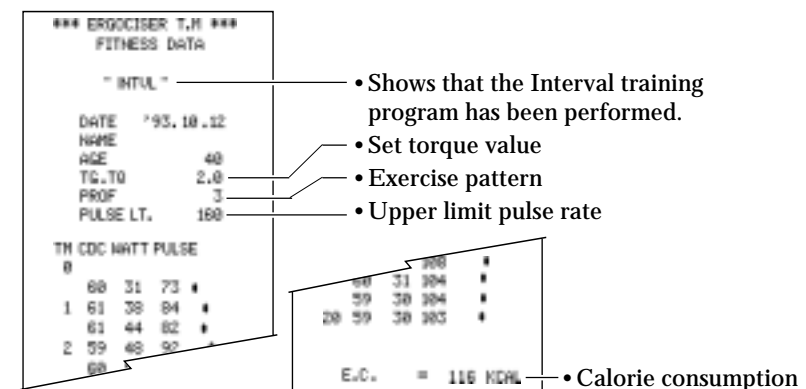 *** ERGOCISER T.M ***
FITNESS DATA
" INTVL "
• Shows that the Interval training
program has been performed.
DATE '93.10.12
NAME
AGE 40
TG.TQ 2.0
• Set torque value
PROF 3
• Exercise pattern
PULSE LT. 160
• Upper limit pulse rate
TM CDC WATT PULSE
0
60 31 73
1 61 38 84
61 44 82
2 59 48 92
60
108
60 31 104
59 30 104
20 59 30 103
E.C. = 116 KCAL
• Calorie consumption